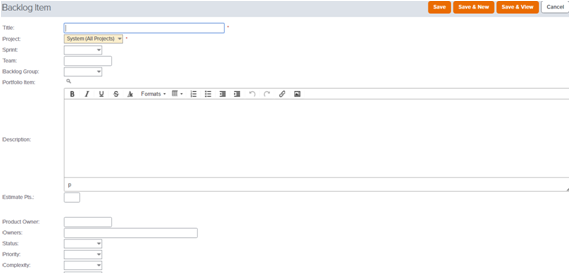 Backlog Item
Save Save & New Save & View Cancel
Title: *
Project: System (All Projects) *
Sprint:
Team:
Backlog Group:
Portfolio Item:
B I U S A Formats
Description:
p
Estimate Pts.:
Product Owner:
Owners:
Status:
Priority:
Complexity: